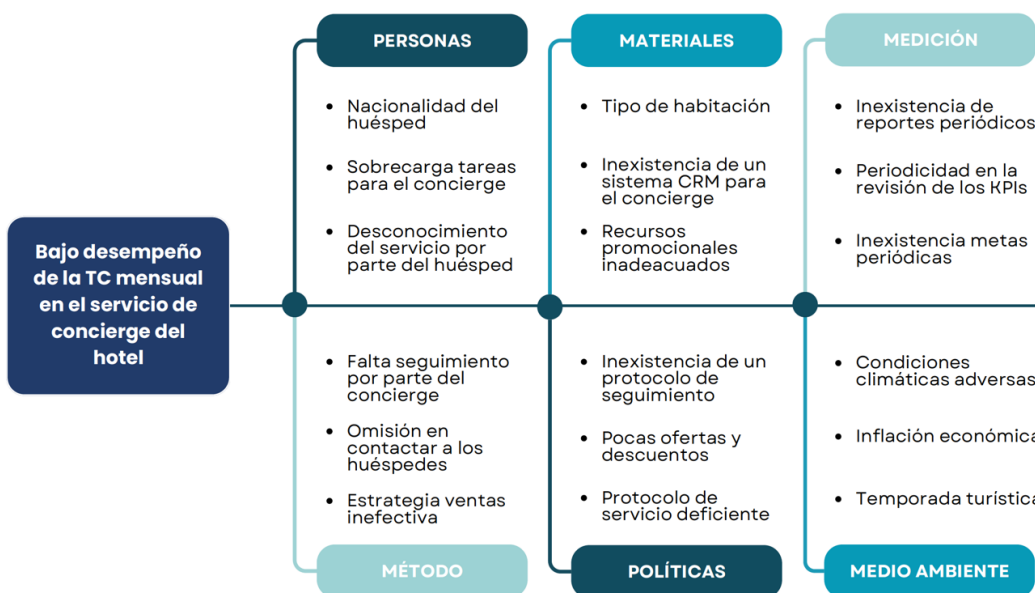 PERSONAS
MATERIALES
MEDICIÓN
• Nacionalidad del
huésped
• Sobrecarga tareas
para el concierge
• Desconocimiento
del servicio por
parte del huésped
• Tipo de habitación
• Inexistencia de un
sistema CRM para
el concierge
• Recursos
promocionales
inadeacuados
• Inexistencia de
reportes periódicos
• Periodicidad en la
revisión de los KPIs
• Inexistencia metas
periódicas
Bajo desempeño
de la TC mensual
en el servicio de
concierge del
hotel
• Falta seguimiento
por parte del
concierge
• Omisión en
contactar a los
huéspedes
• Estrategia ventas
inefectiva
• Inexistencia de un
protocolo de
seguimiento
• Pocas ofertas y
descuentos
• Protocolo de
servicio deficiente
• Condiciones
climáticas adversas
• Inflación económica
• Temporada turística
MÉTODO
POLÍTICAS
MEDIO AMBIENTE